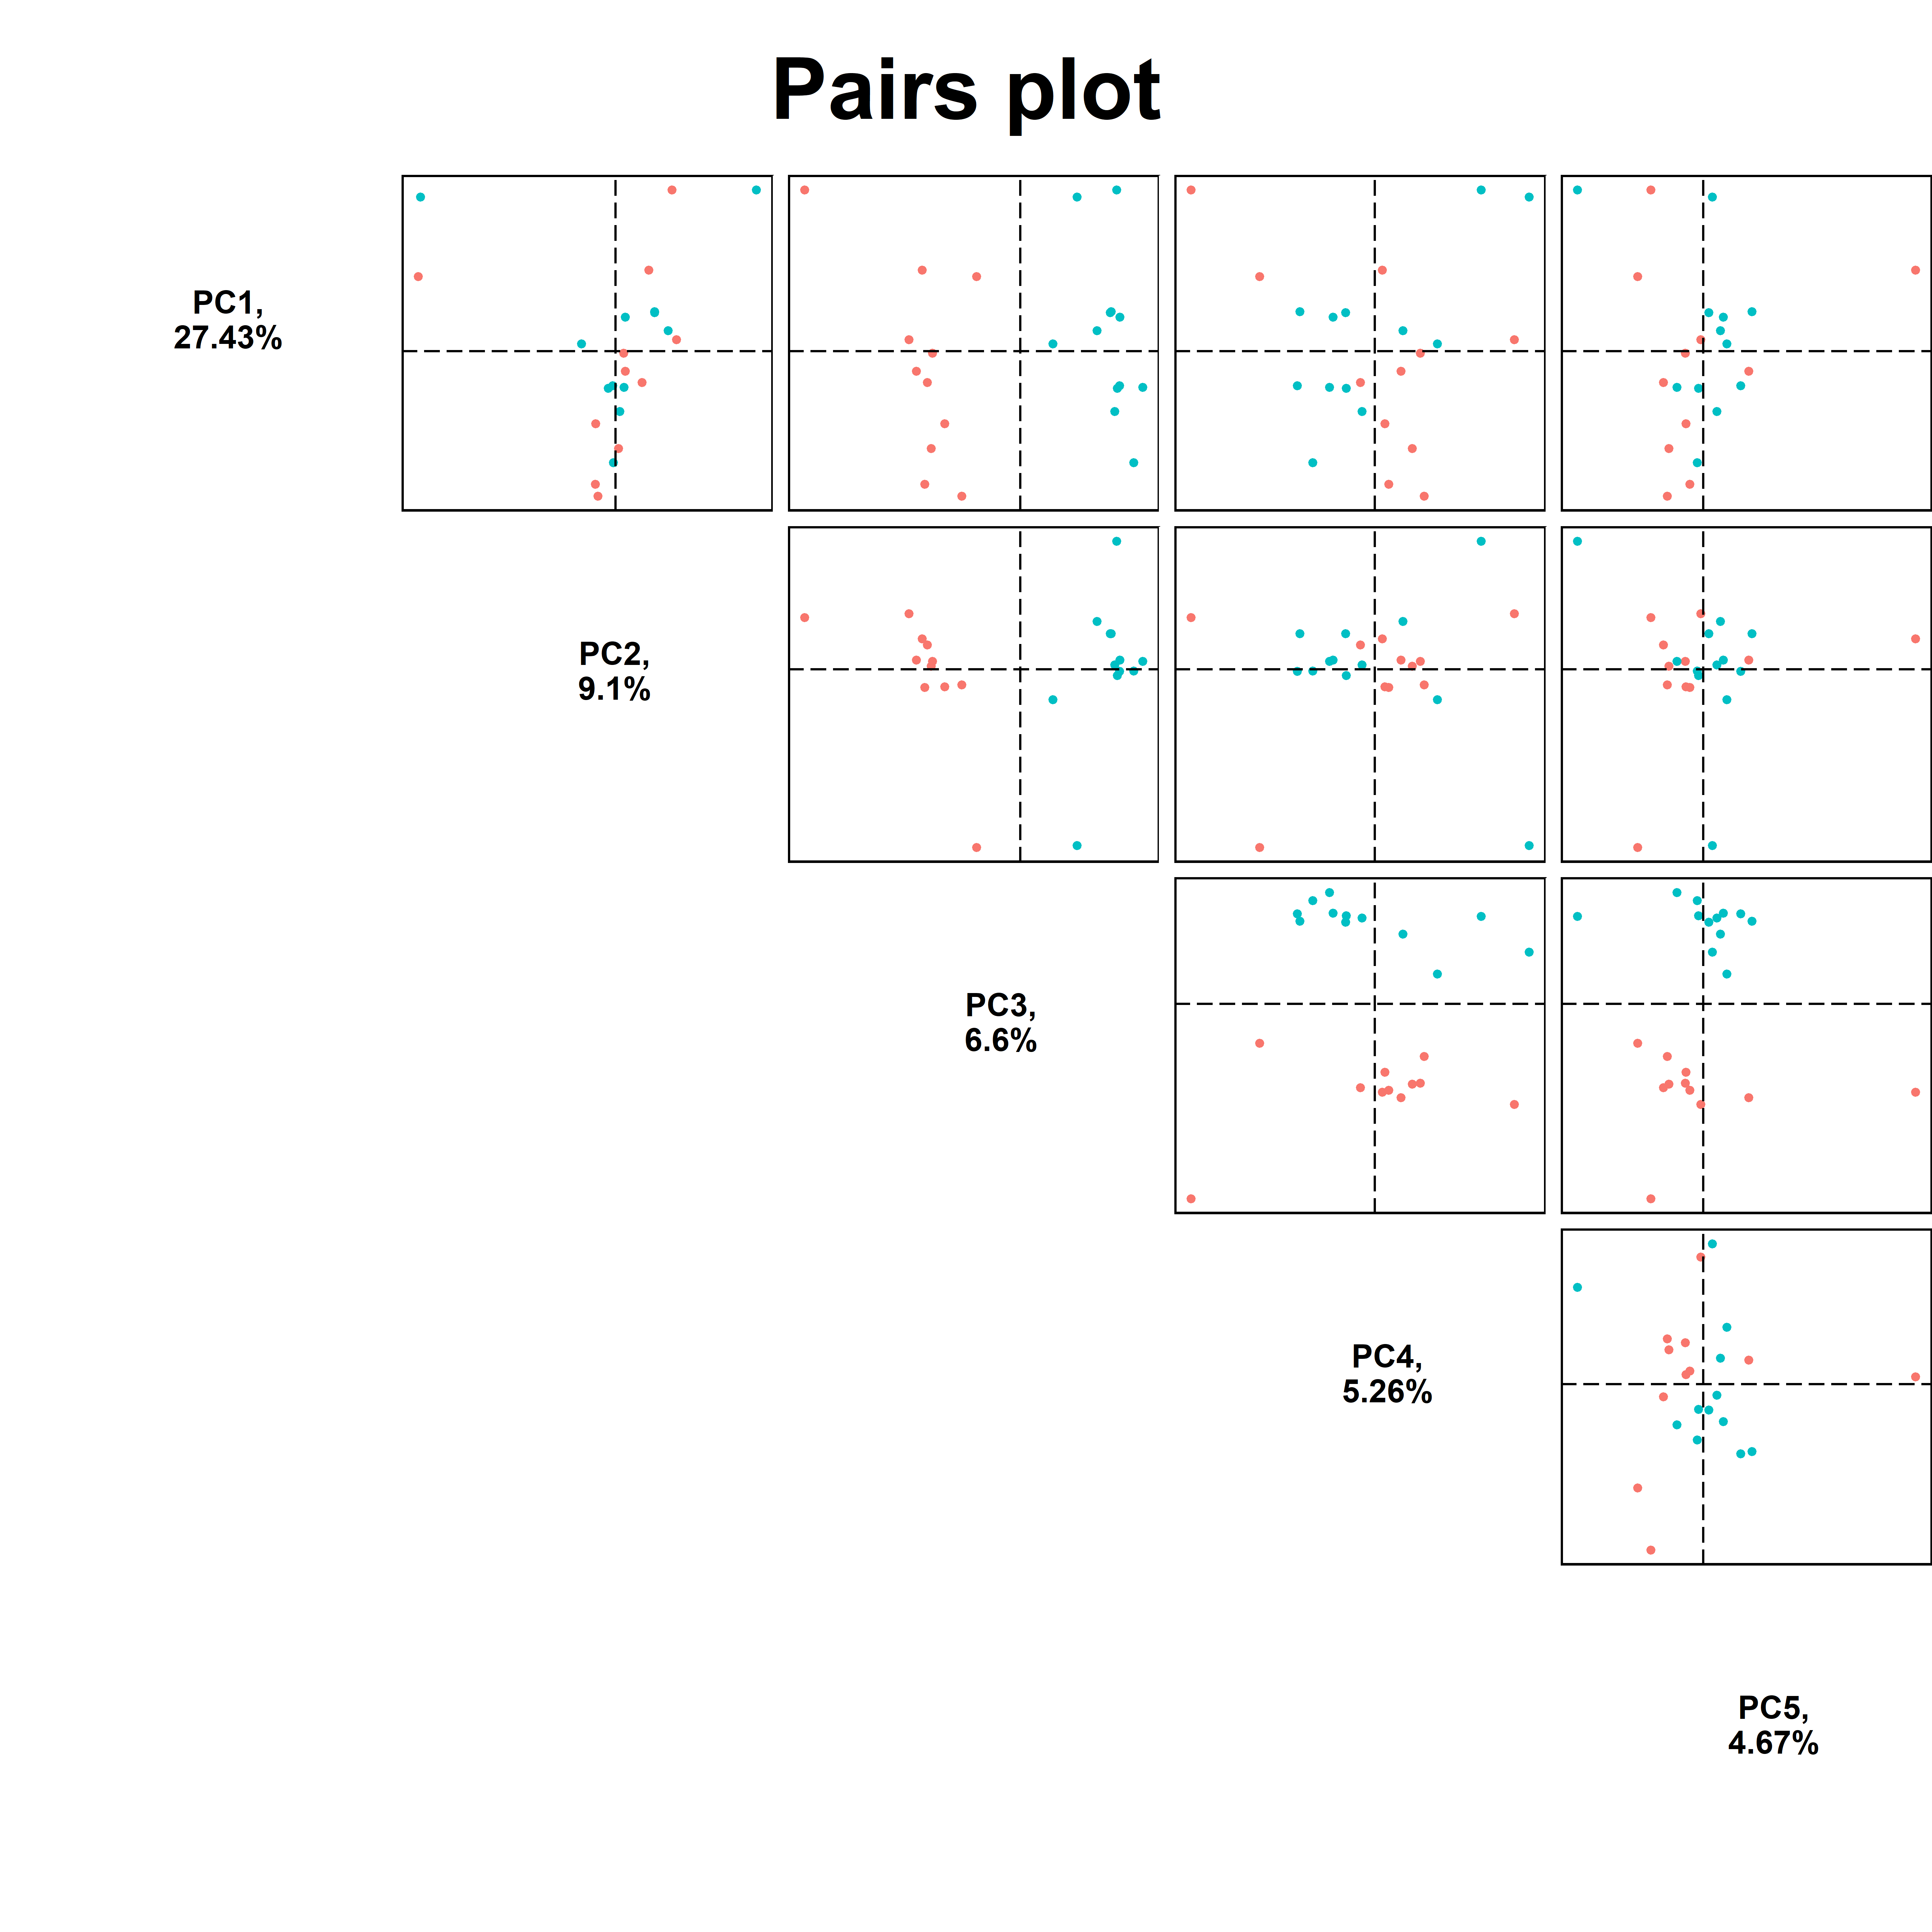 Pairs plot
PC1,
27.43%
PC2,
9.1%
PC3,
6.6%
PC4,
5.26%
PC5,
4.67%